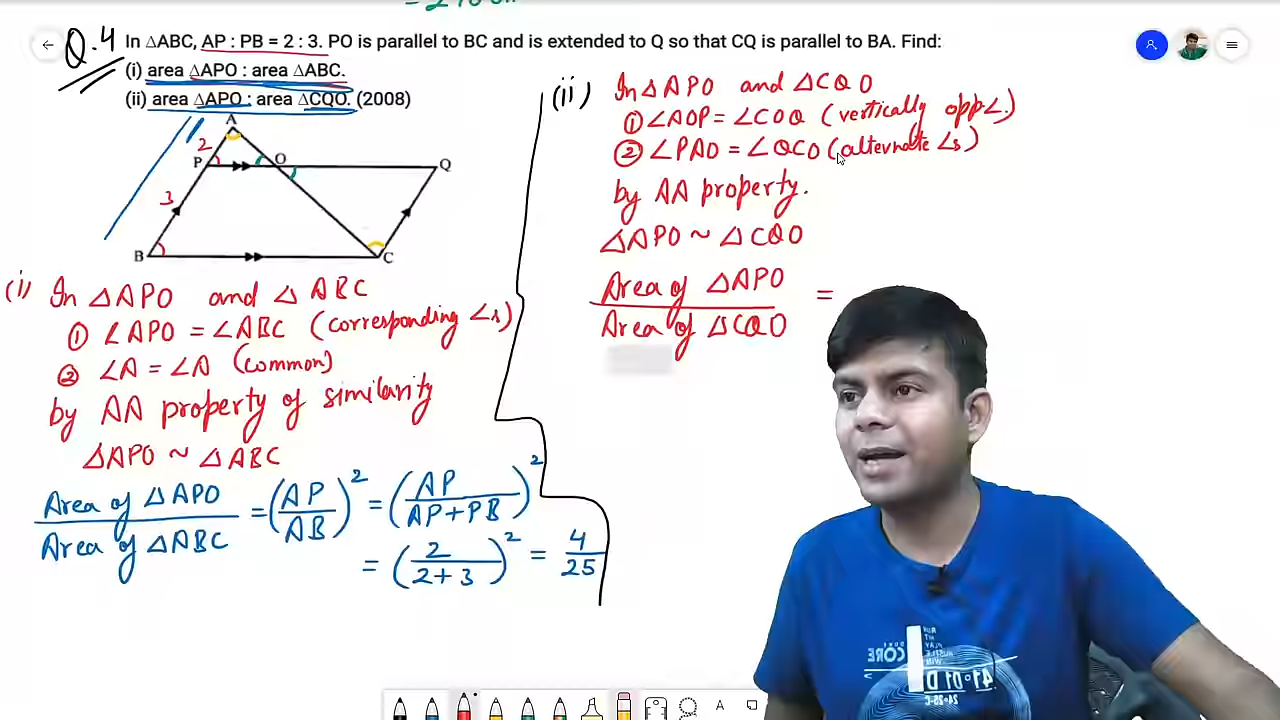 = 
Q.4
In ∆ABC, AP : PB = 2 : 3. PO is parallel to BC and is extended to Q so that CQ is parallel to BA. Find:
(i) area ∆APO : area ∆ABC.
(ii) area ∆APO : area ∆CQO. (2008)
A
2
P O Q
3
B C
(i) In ∆APO and ∆ABC
① ∠APO = ∠ABC (corresponding ∠s)
② ∠A = ∠A (common)
by AA property of similarity
∆APO ~ ∆ABC
Area of ∆APO / Area of ∆ABC = (AP/AB)² = (AP/AP+PB)²
= (2/2+3)² = 4/25
(ii) In ∆APO and ∆CQO
① ∠AOP = ∠COQ (vertically opp∠.)
② ∠PAO = ∠QCO (alternate ∠s)
by AA property.
∆APO ~ ∆CQO
Area of ∆APO / Area of ∆CQO =
CORE